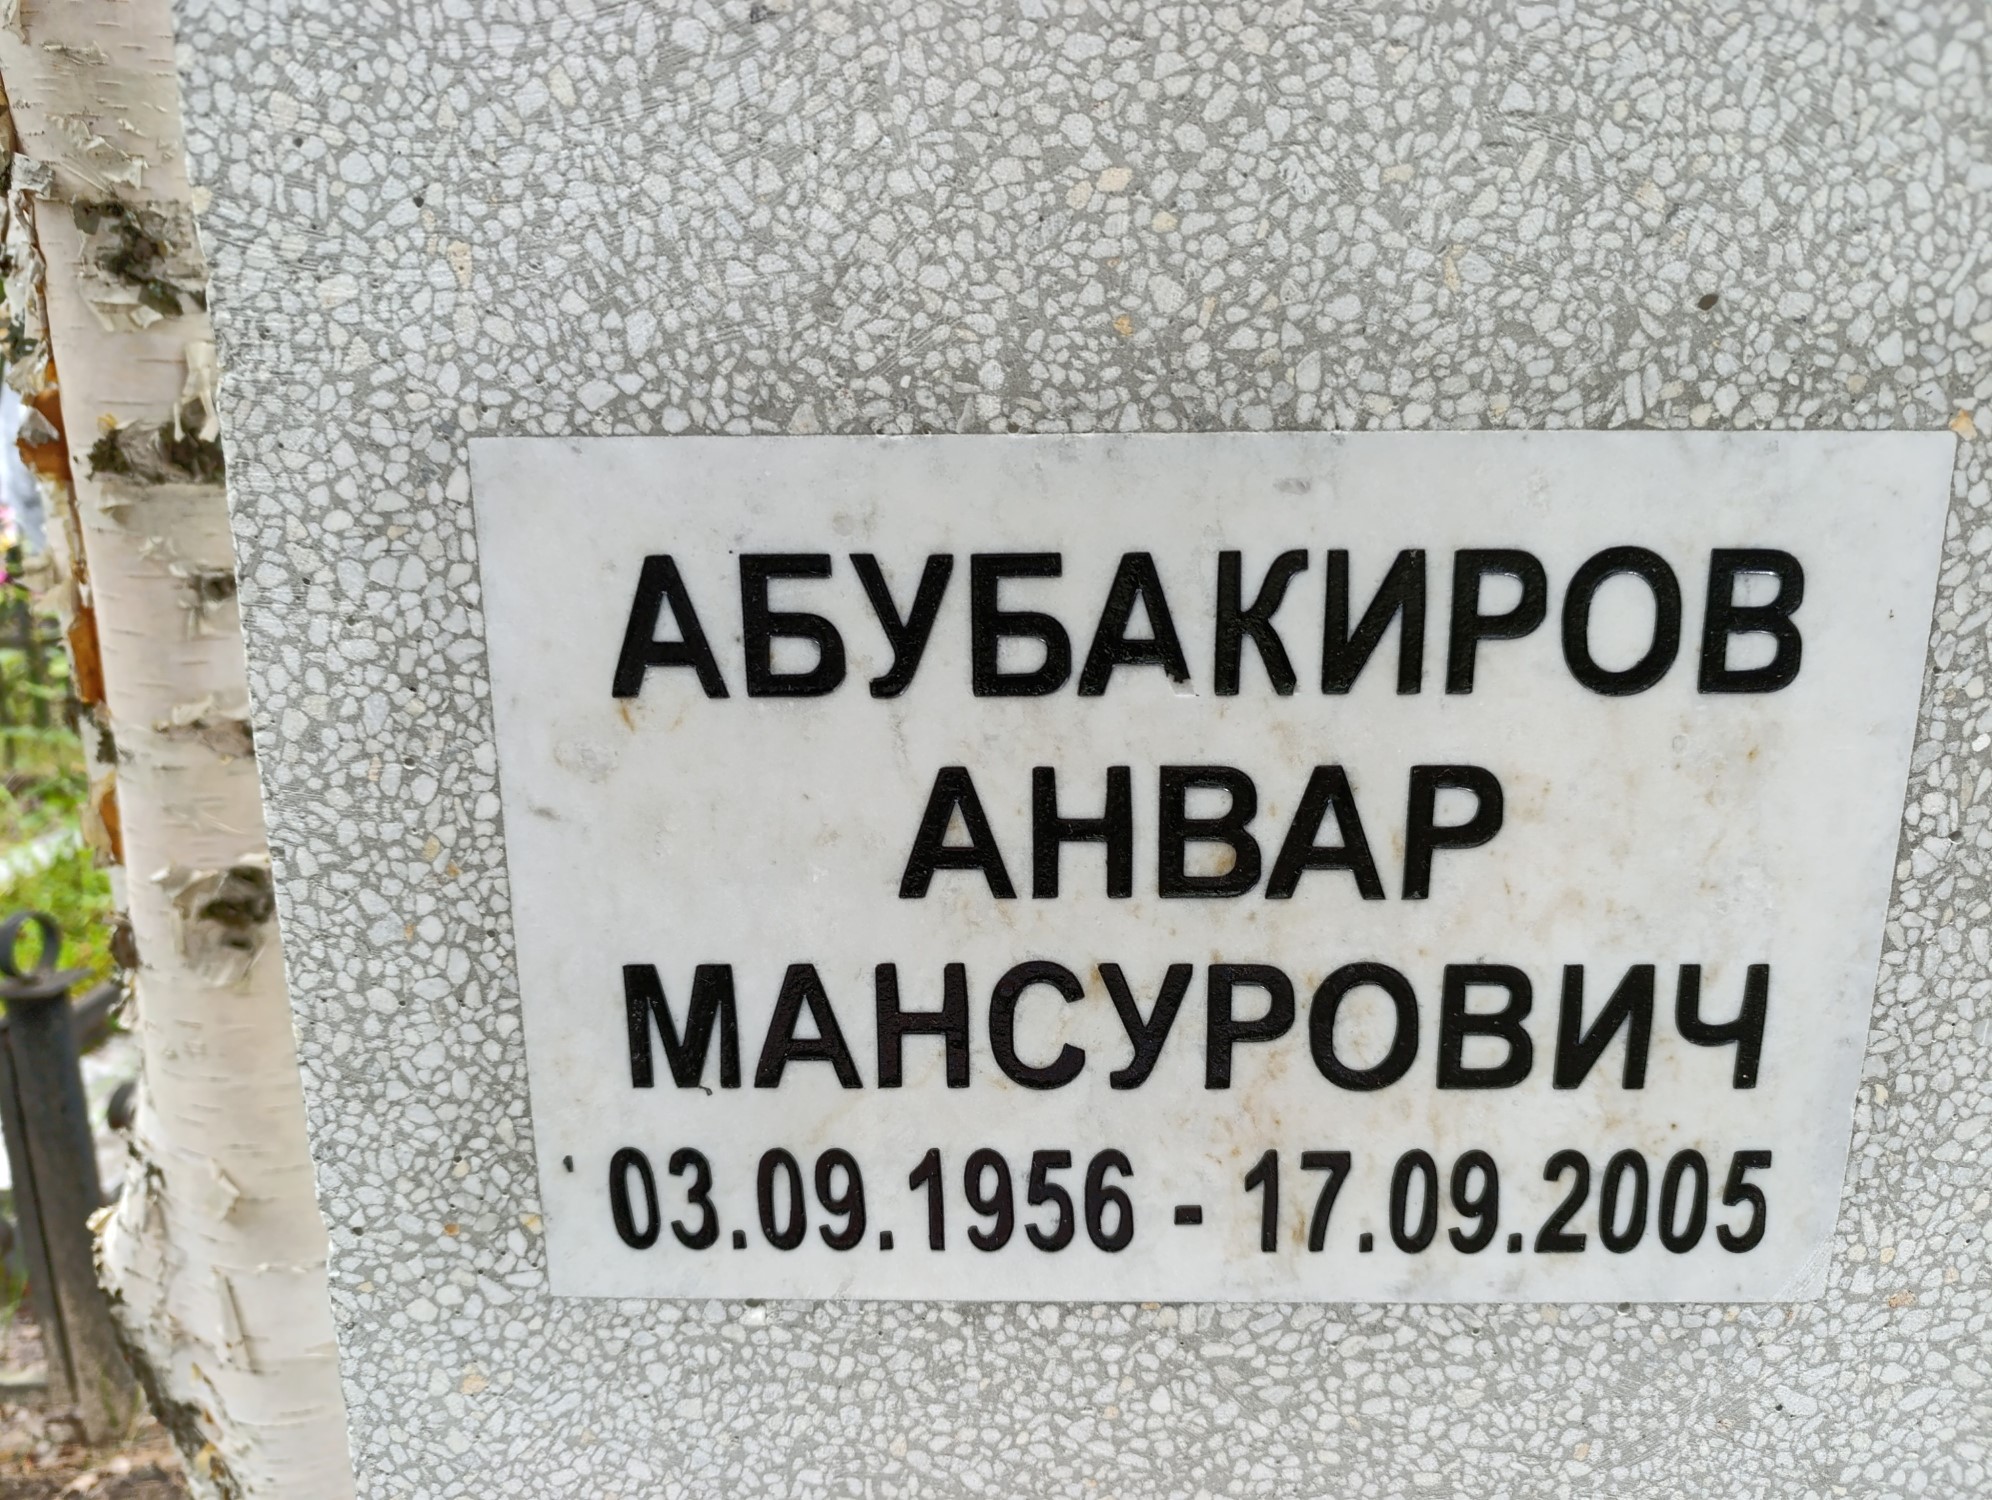 АБУБАКИРОВ
АНВАР
МАНСУРОВИЧ
03.09.1956 - 17.09.2005